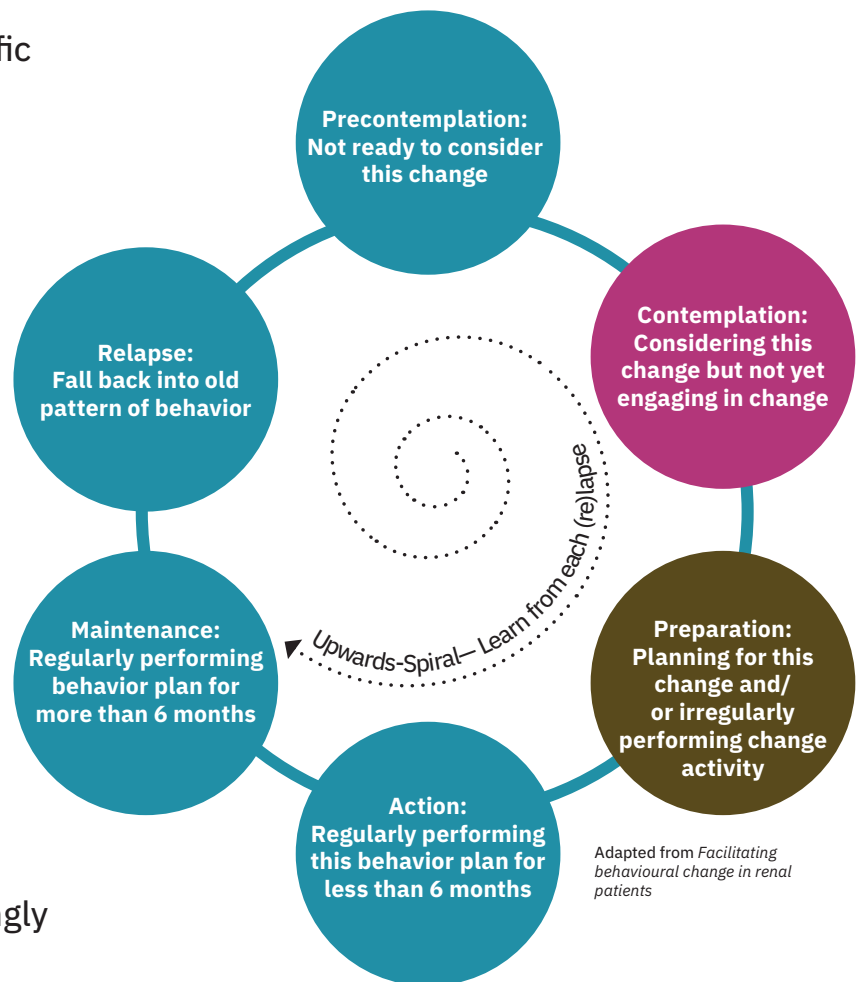 fic
Precontemplation:
Not ready to consider
this change
Contemplation:
Considering this
change but not yet
engaging in change
Preparation:
Planning for this
change and/
or irregularly
performing change
activity
Action:
Regularly performing
this behavior plan for
less than 6 months
Maintenance:
Regularly performing
behavior plan for
more than 6 months
Relapse:
Fall back into old
pattern of behavior
Upwards-Spiral— Learn from each (re)lapse
Adapted from Facilitating
behavioural change in renal
patients
gly